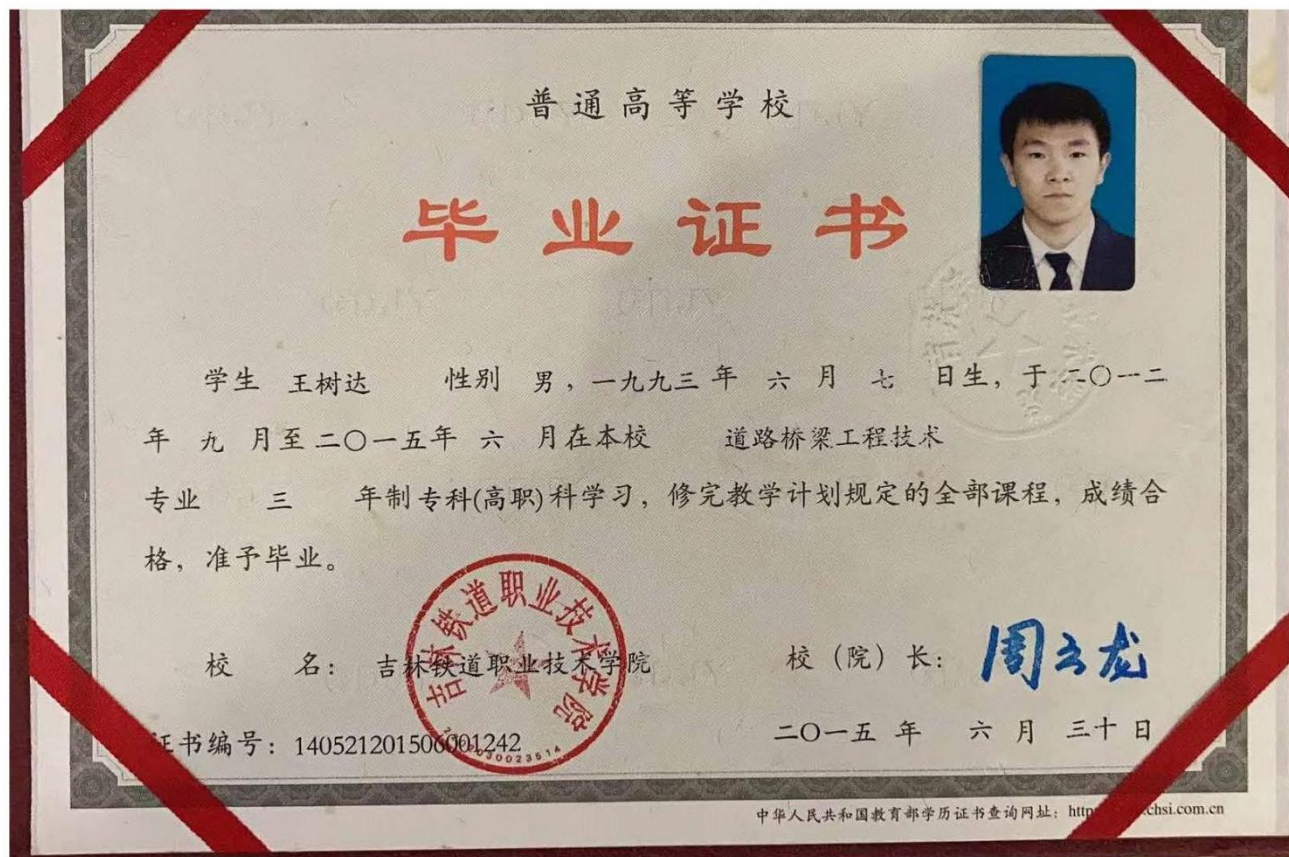 普通高等学校
毕业证书
学生 王树达 性别 男，一九九三 年 六 月 七 日生，于 二〇一二
年 九 月至 二〇一五年 六 月在本校 道路桥梁工程技术
专业 三 年制 专科(高职) 科学习，修完教学计划规定的全部课程，成绩合
格，准予毕业。
校 名： 吉林铁道职业技术学院
校（院）长： 周云龙
吉林铁道职业技术学院
证书编号：140521201506001242
二〇一五 年 六 月 三十 日
中华人民共和国教育部学历证书查询网址：http chsi.com.cn